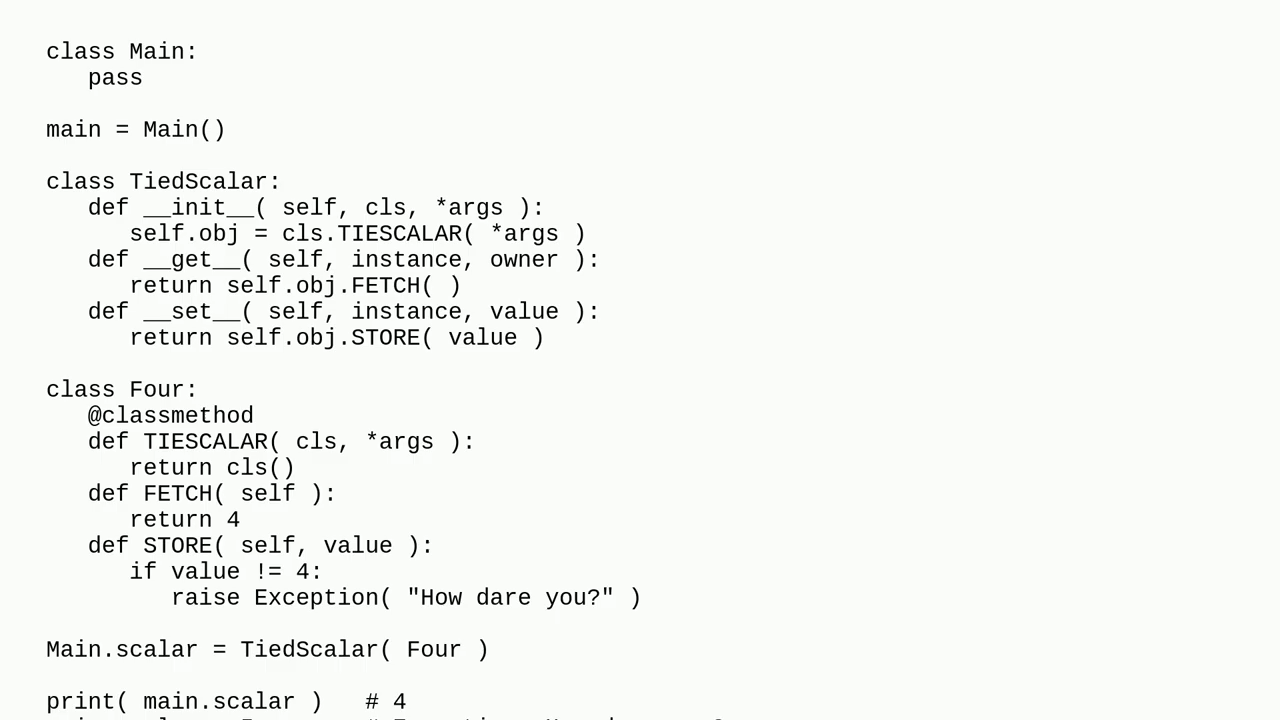 class Main:
   pass

main = Main()

class TiedScalar:
   def __init__( self, cls, *args ):
      self.obj = cls.TIESCALAR( *args )
   def __get__( self, instance, owner ):
      return self.obj.FETCH( )
   def __set__( self, instance, value ):
      return self.obj.STORE( value )

class Four:
   @classmethod
   def TIESCALAR( cls, *args ):
      return cls()
   def FETCH( self ):
      return 4
   def STORE( self, value ):
      if value != 4:
         raise Exception( "How dare you?" )

Main.scalar = TiedScalar( Four )

print( main.scalar )   # 4